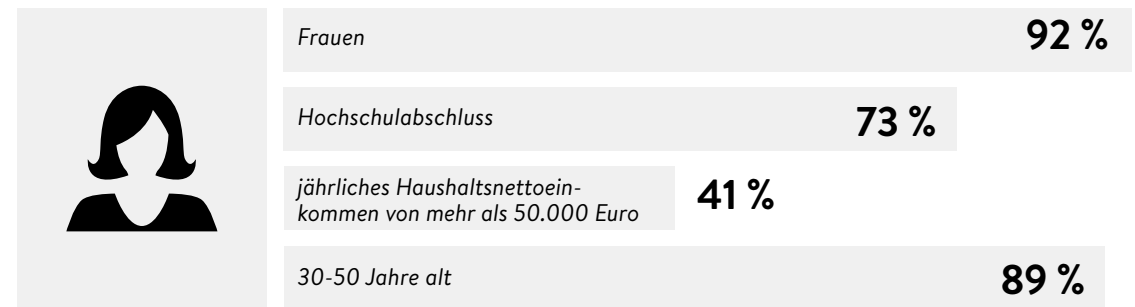 Frauen 92 %
Hochschulabschluss 73 %
jährliches Haushaltsnettoein-
kommen von mehr als 50.000 Euro 41 %
30-50 Jahre alt 89 %